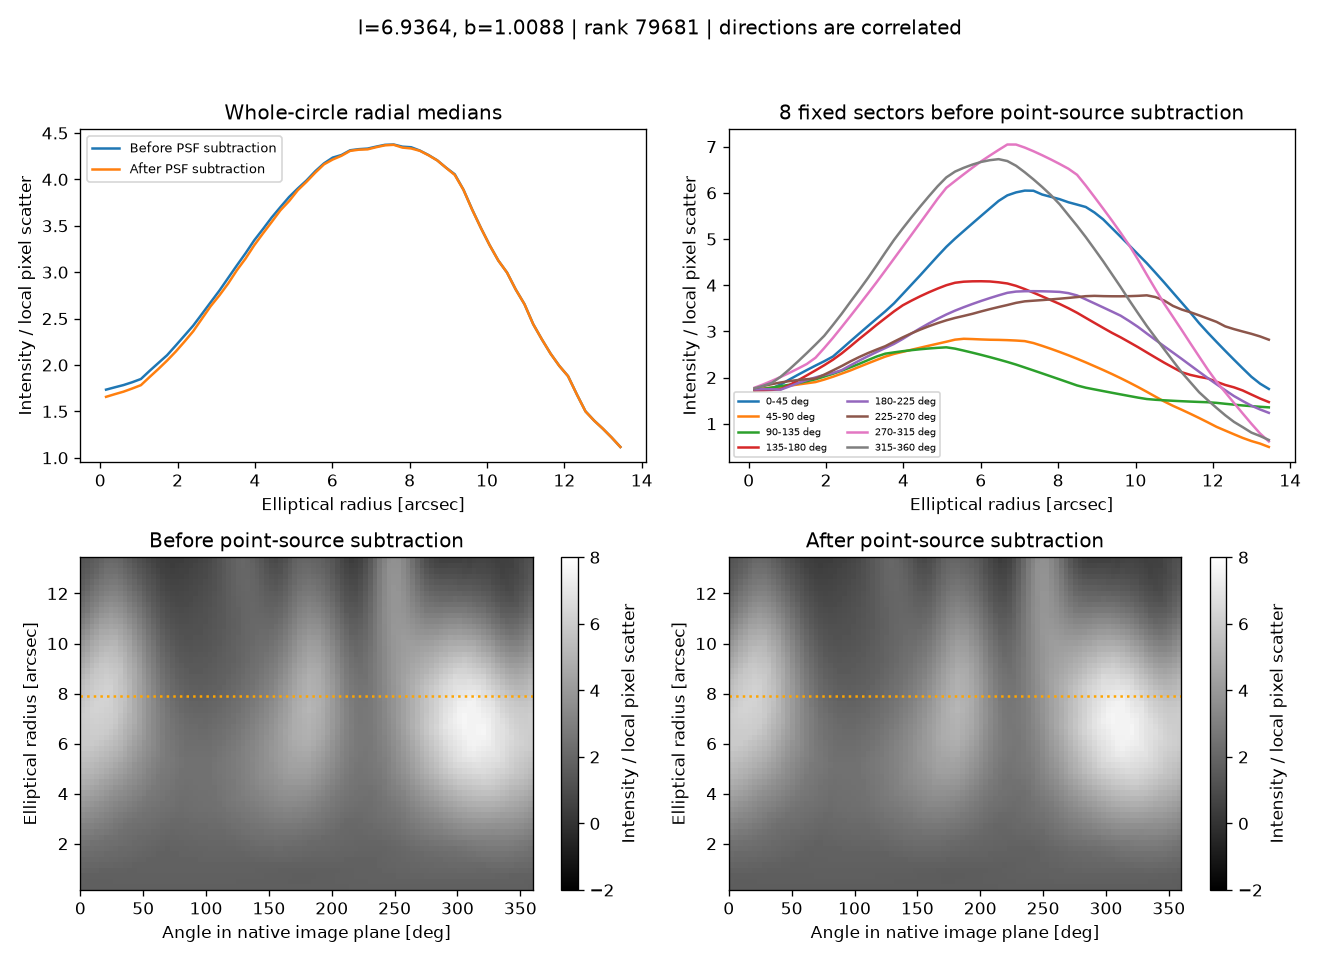 l=6.9364, b=1.0088 | rank 79681 | directions are correlated
Whole-circle radial medians
4.5
4.0
3.5
3.0
2.5
2.0
1.5
1.0
Intensity / local pixel scatter
Before PSF subtraction
After PSF subtraction
0 2 4 6 8 10 12 14
Elliptical radius [arcsec]
8 fixed sectors before point-source subtraction
7
6
5
4
3
2
1
Intensity / local pixel scatter
0-45 deg
45-90 deg
90-135 deg
135-180 deg
180-225 deg
225-270 deg
270-315 deg
315-360 deg
0 2 4 6 8 10 12 14
Elliptical radius [arcsec]
Before point-source subtraction
12
10
8
6
4
2
Elliptical radius [arcsec]
0 50 100 150 200 250 300 350
Angle in native image plane [deg]
8
6
4
2
0
−2
Intensity / local pixel scatter
After point-source subtraction
12
10
8
6
4
2
Elliptical radius [arcsec]
0 50 100 150 200 250 300 350
Angle in native image plane [deg]
8
6
4
2
0
−2
Intensity / local pixel scatter